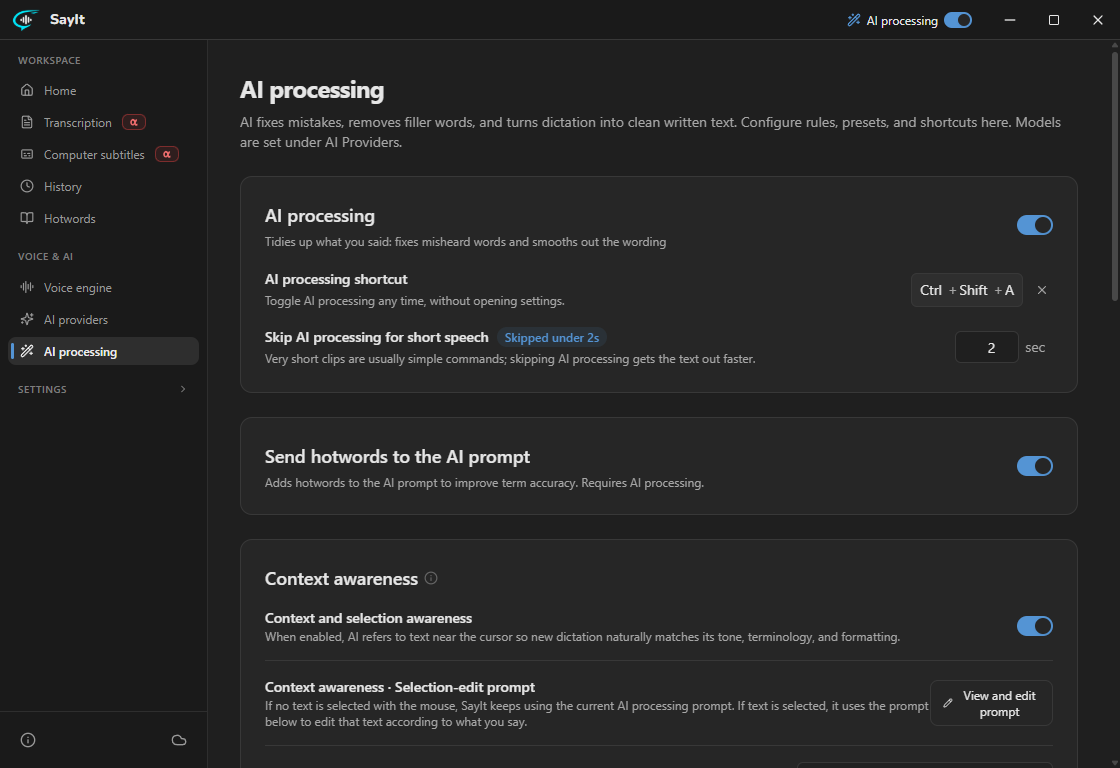 SayIt
AI processing
WORKSPACE
Home
Transcription α
Computer subtitles α
History
Hotwords
VOICE & AI
Voice engine
AI providers
AI processing
SETTINGS
AI processing
AI fixes mistakes, removes filler words, and turns dictation into clean written text. Configure rules, presets, and shortcuts here. Models
are set under AI Providers.
AI processing
Tidies up what you said: fixes misheard words and smooths out the wording
AI processing shortcut
Toggle AI processing any time, without opening settings.
Ctrl + Shift + A
Skip AI processing for short speech Skipped under 2s
Very short clips are usually simple commands; skipping AI processing gets the text out faster.
2 sec
Send hotwords to the AI prompt
Adds hotwords to the AI prompt to improve term accuracy. Requires AI processing.
Context awareness
Context and selection awareness
When enabled, AI refers to text near the cursor so new dictation naturally matches its tone, terminology, and formatting.
Context awareness · Selection-edit prompt
If no text is selected with the mouse, SayIt keeps using the current AI processing prompt. If text is selected, it uses the prompt
below to edit that text according to what you say.
View and edit
prompt